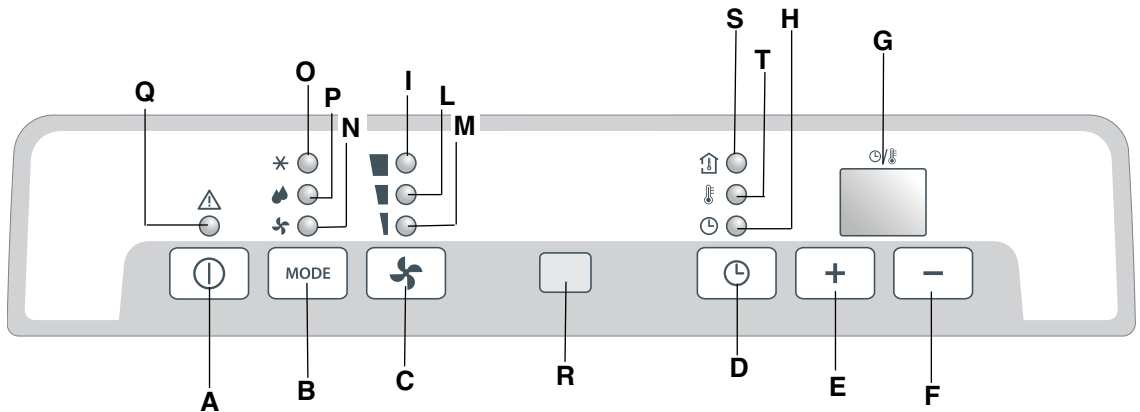 S H
G
O I T
Q P L
N M
MODE
A B C R D E F